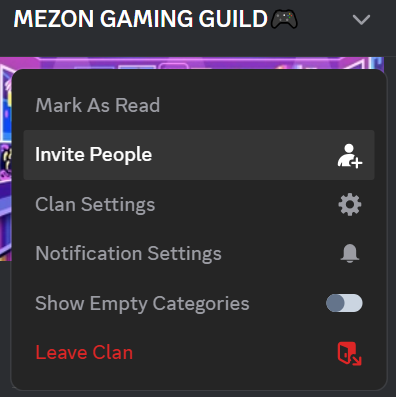 MEZON GAMING GUILD🎮
Mark As Read
Invite People
Clan Settings
Notification Settings
Show Empty Categories
Leave Clan